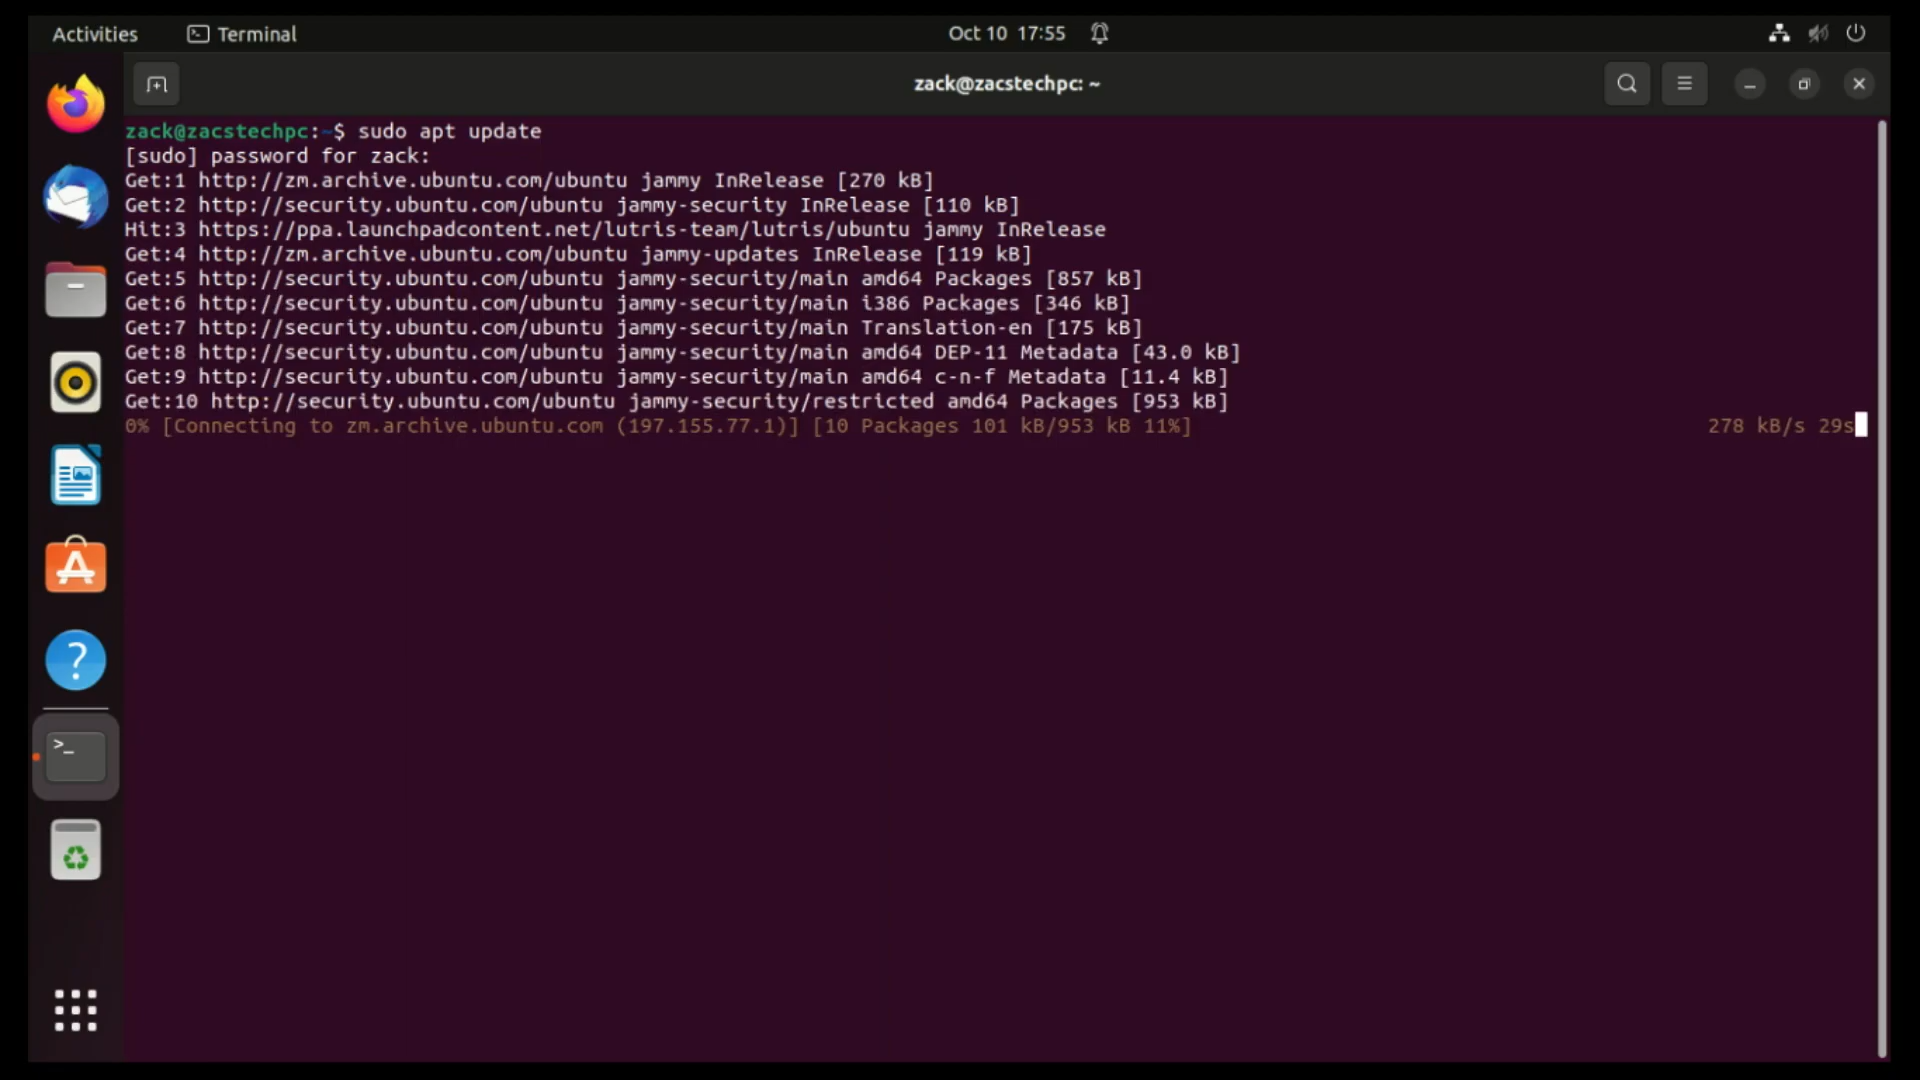 Activities Terminal Oct 10 17:55
zack@zacstechpc: ~
zack@zacstechpc:~$ sudo apt update
[sudo] password for zack:
Get:1 http://zm.archive.ubuntu.com/ubuntu jammy InRelease [270 kB]
Get:2 http://security.ubuntu.com/ubuntu jammy-security InRelease [110 kB]
Hit:3 https://ppa.launchpadcontent.net/lutris-team/lutris/ubuntu jammy InRelease
Get:4 http://zm.archive.ubuntu.com/ubuntu jammy-updates InRelease [119 kB]
Get:5 http://security.ubuntu.com/ubuntu jammy-security/main amd64 Packages [857 kB]
Get:6 http://security.ubuntu.com/ubuntu jammy-security/main i386 Packages [346 kB]
Get:7 http://security.ubuntu.com/ubuntu jammy-security/main Translation-en [175 kB]
Get:8 http://security.ubuntu.com/ubuntu jammy-security/main amd64 DEP-11 Metadata [43.0 kB]
Get:9 http://security.ubuntu.com/ubuntu jammy-security/main amd64 c-n-f Metadata [11.4 kB]
Get:10 http://security.ubuntu.com/ubuntu jammy-security/restricted amd64 Packages [953 kB]
0% [Connecting to zm.archive.ubuntu.com (197.155.77.1)] [10 Packages 101 kB/953 kB 11%] 278 kB/s 29s